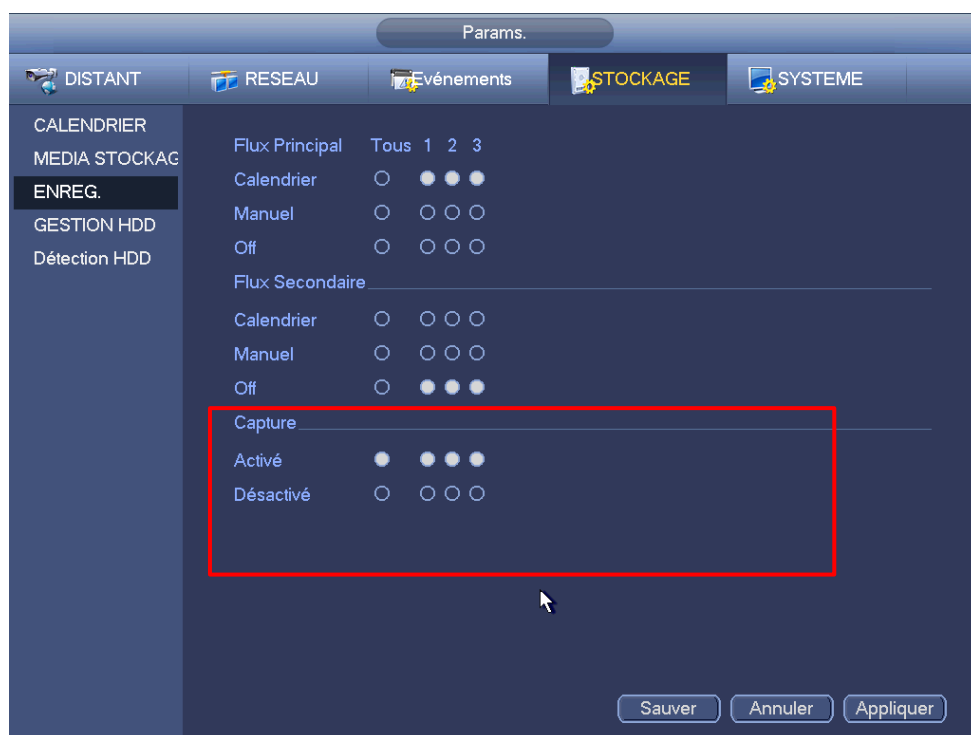 Params.
DISTANT RESEAU Evénements STOCKAGE SYSTEME
CALENDRIER
MEDIA STOCKAG
ENREG.
GESTION HDD
Détection HDD
Flux Principal Tous 1 2 3
Calendrier
Manuel
Off
Flux Secondaire
Calendrier
Manuel
Off
Capture
Activé
Désactivé
Sauver Annuler Appliquer